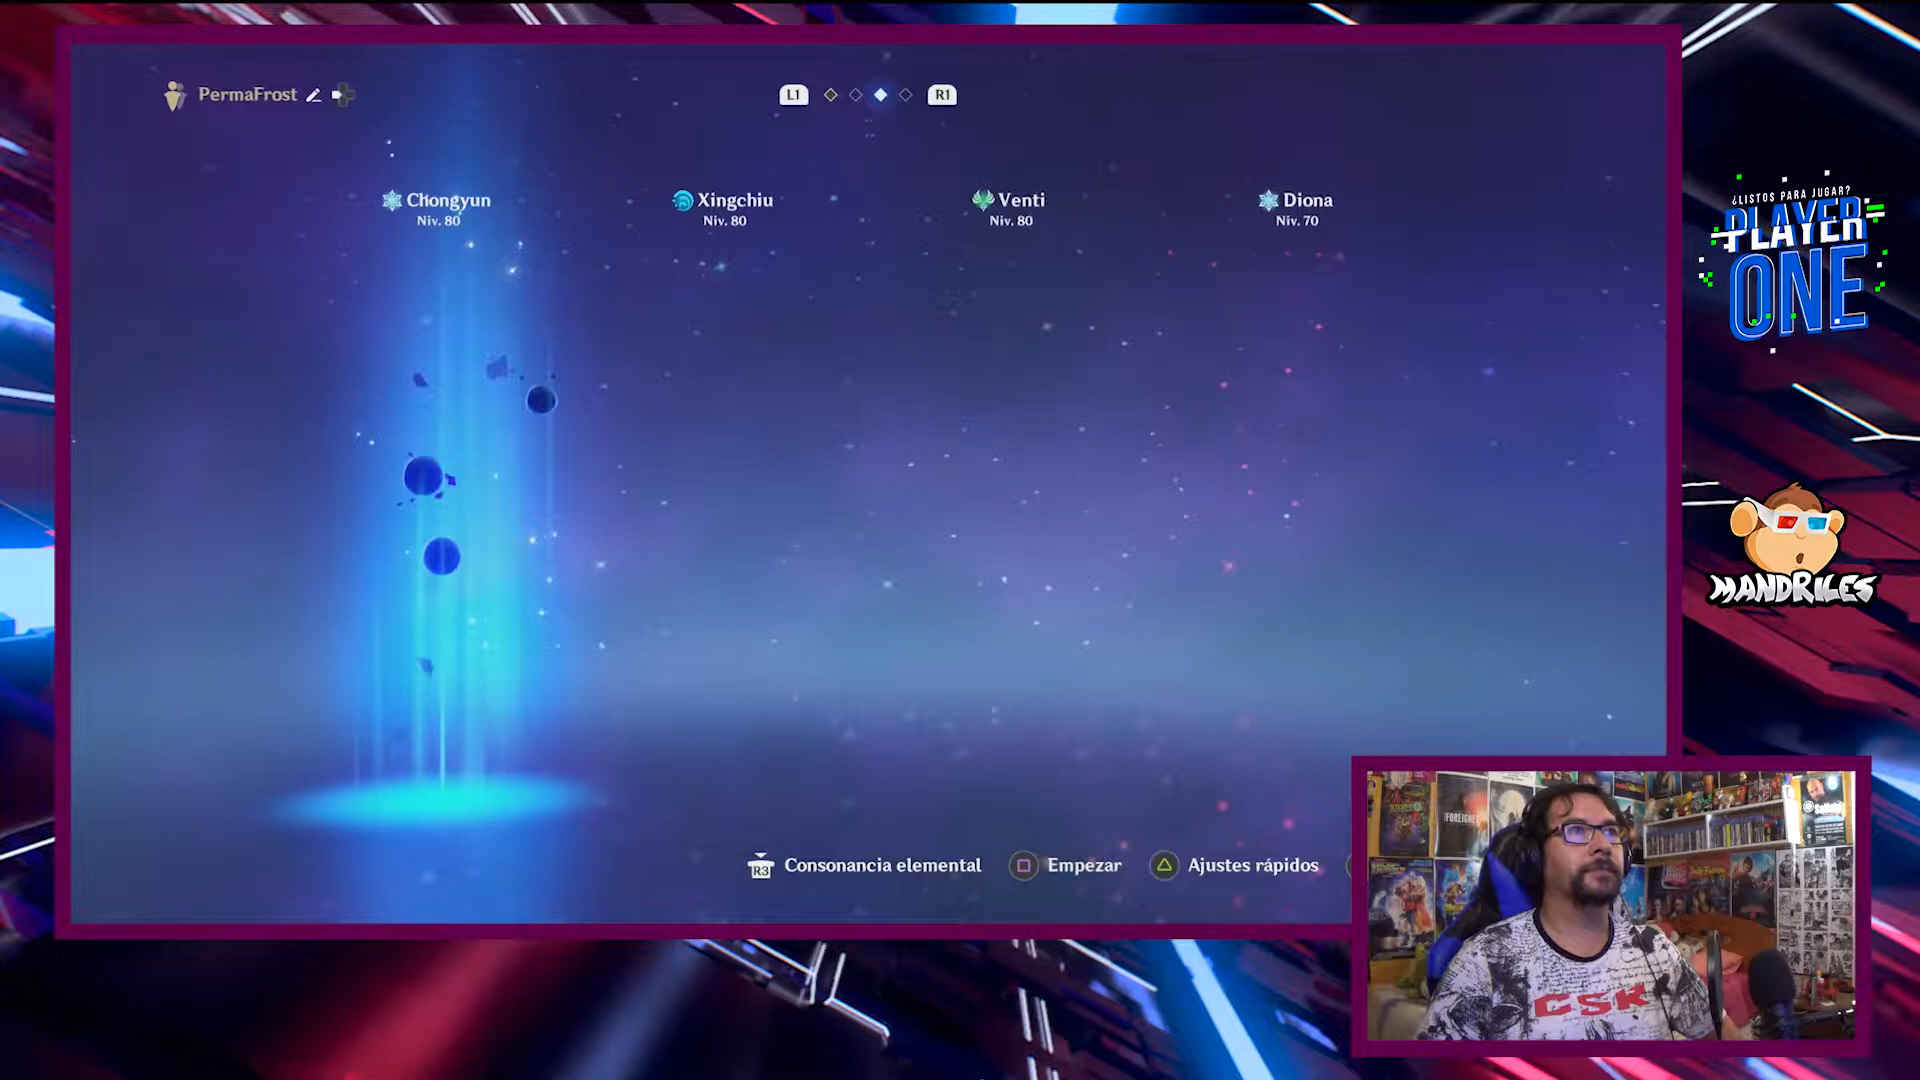 PermaFrost
L1
R1
Chongyun
Niv. 80
Xingchiu
Niv. 80
Venti
Niv. 80
Diona
Niv. 70
¿LISTOS PARA JUGAR?
PLAYER
ONE
MANDRILES
R3
Consonancia elemental
Empezar
Ajustes rápidos
CSK